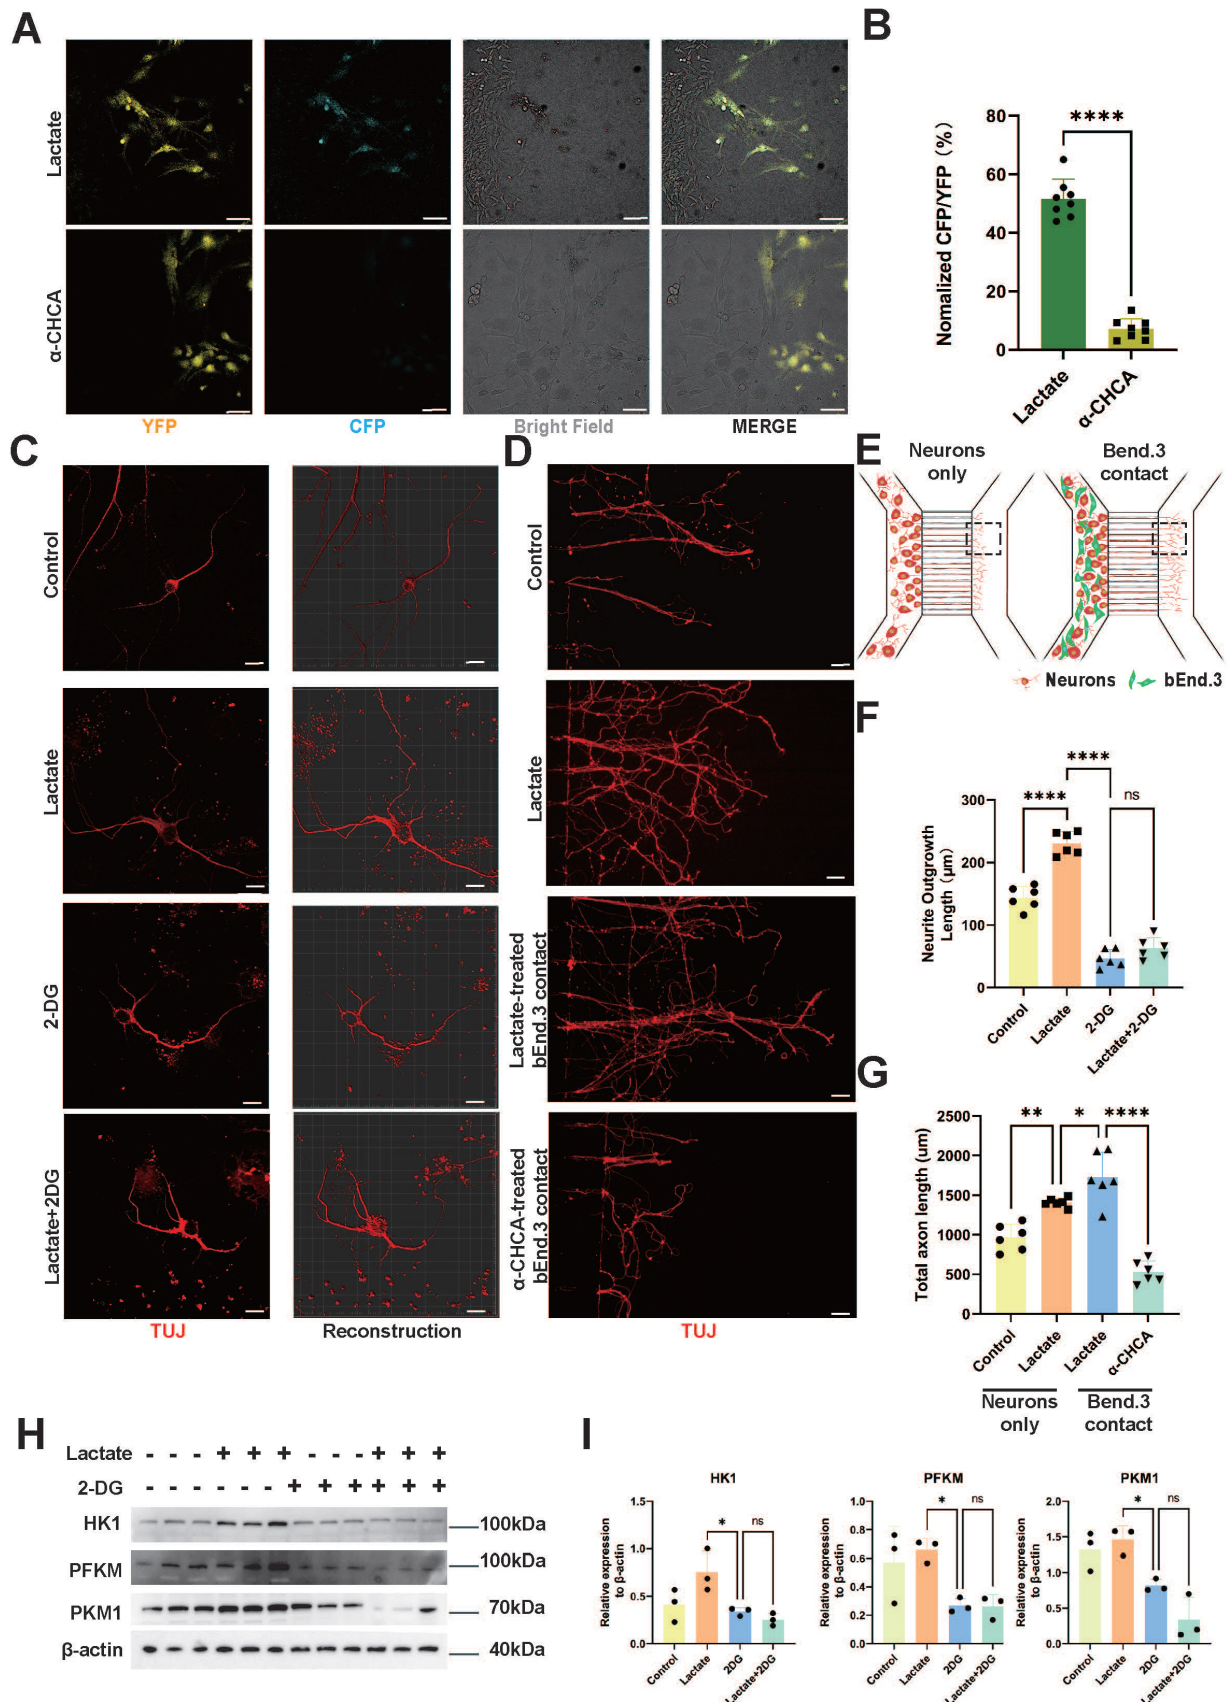 A
Lactate
α-CHCA
YFP
CFP
Bright Field
MERGE
B
Nomalized CFP/YFP (%)
80
60
40
20
0
****
Lactate
α-CHCA
C
Control
Lactate
2-DG
Lactate+2DG
TUJ
Reconstruction
D
Control
Lactate
Lactate-treated
bEnd.3 contact
α-CHCA-treated
bEnd.3 contact
TUJ
E
Neurons
only
Bend.3
contact
Neurons
bEnd.3
F
Neurite Outgrowth
Length (μm)
300
200
100
0
****
****
ns
Control
Lactate
2-DG
Lactate+2-DG
G
Total axon length (um)
2500
2000
1500
1000
500
0
**
*
****
Control
Lactate
Lactate
α-CHCA
Neurons
only
Bend.3
contact
H
Lactate - - - + + + - - - + + +
2-DG - - - - - - + + + + + +
HK1 100kDa
PFKM 100kDa
PKM1 70kDa
β-actin 40kDa
I
HK1
Relative expression
to β-actin
1.5
1.0
0.5
0.0
*
ns
Control
Lactate
2DG
Lactate+2DG
PFKM
Relative expression
to β-actin
1.0
0.8
0.6
0.4
0.2
0.0
*
ns
Control
Lactate
2DG
Lactate+2DG
PKM1
Relative expression
to β-actin
2.0
1.5
1.0
0.5
0.0
*
ns
Control
Lactate
2DG
Lactate+2DG